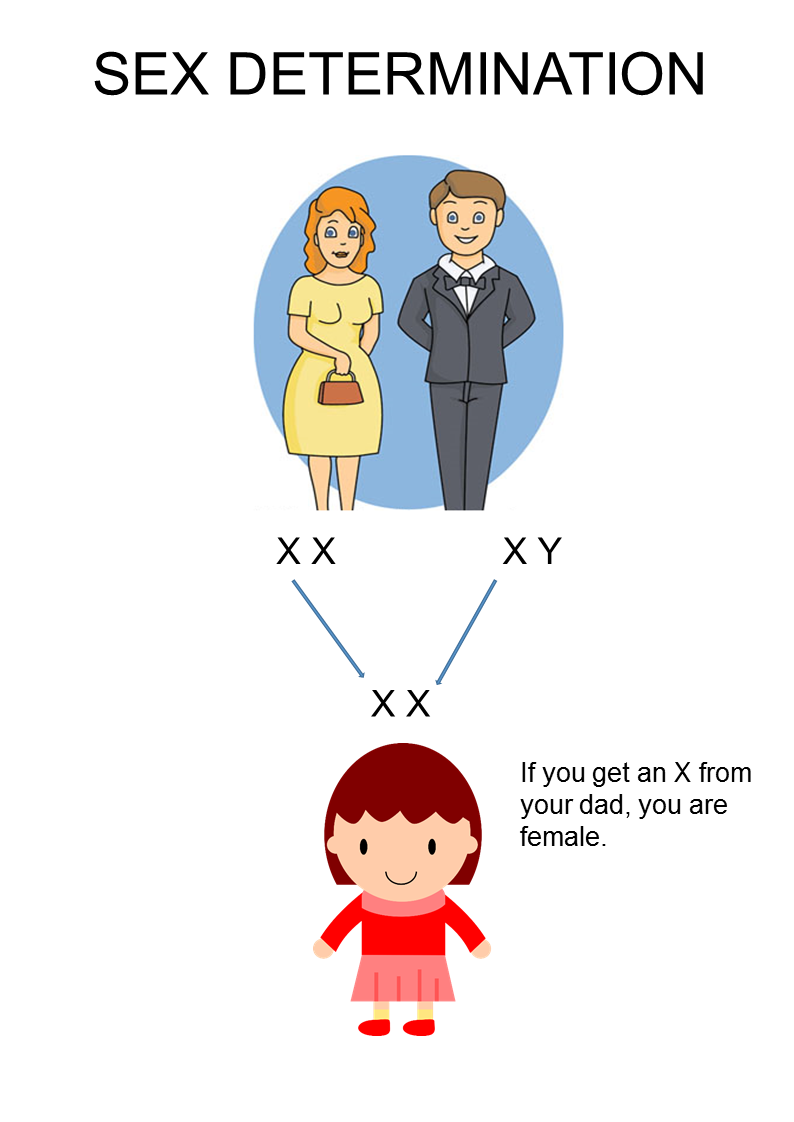 SEX DETERMINATION
X X X Y
X X
If you get an X from
your dad, you are
female.